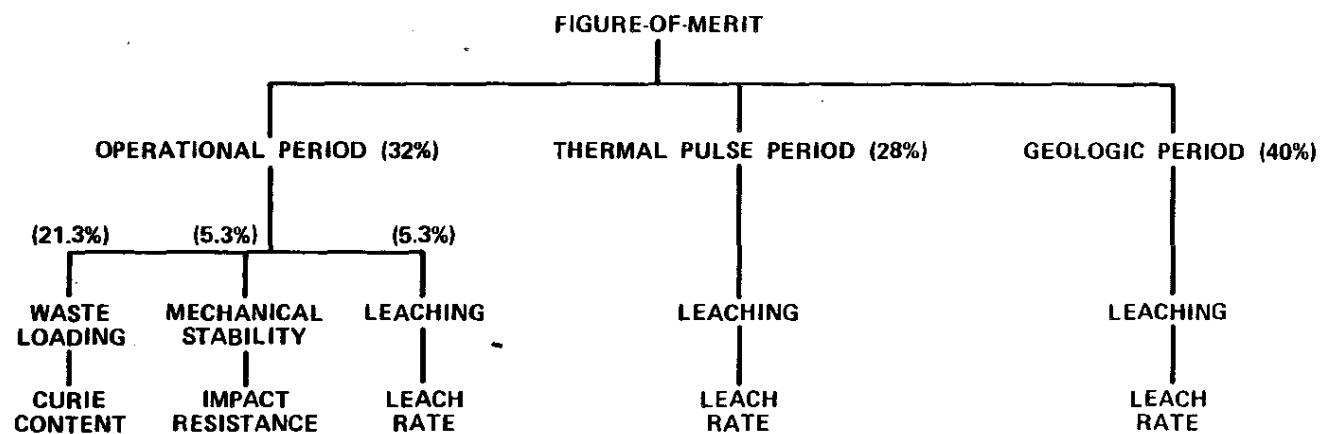 FIGURE-OF-MERIT
OPERATIONAL PERIOD (32%)
THERMAL PULSE PERIOD (28%)
GEOLOGIC PERIOD (40%)
(21.3%)
(5.3%)
(5.3%)
WASTE
LOADING
MECHANICAL
STABILITY
LEACHING
LEACHING
LEACHING
CURIE
CONTENT
IMPACT
RESISTANCE
LEACH
RATE
LEACH
RATE
LEACH
RATE